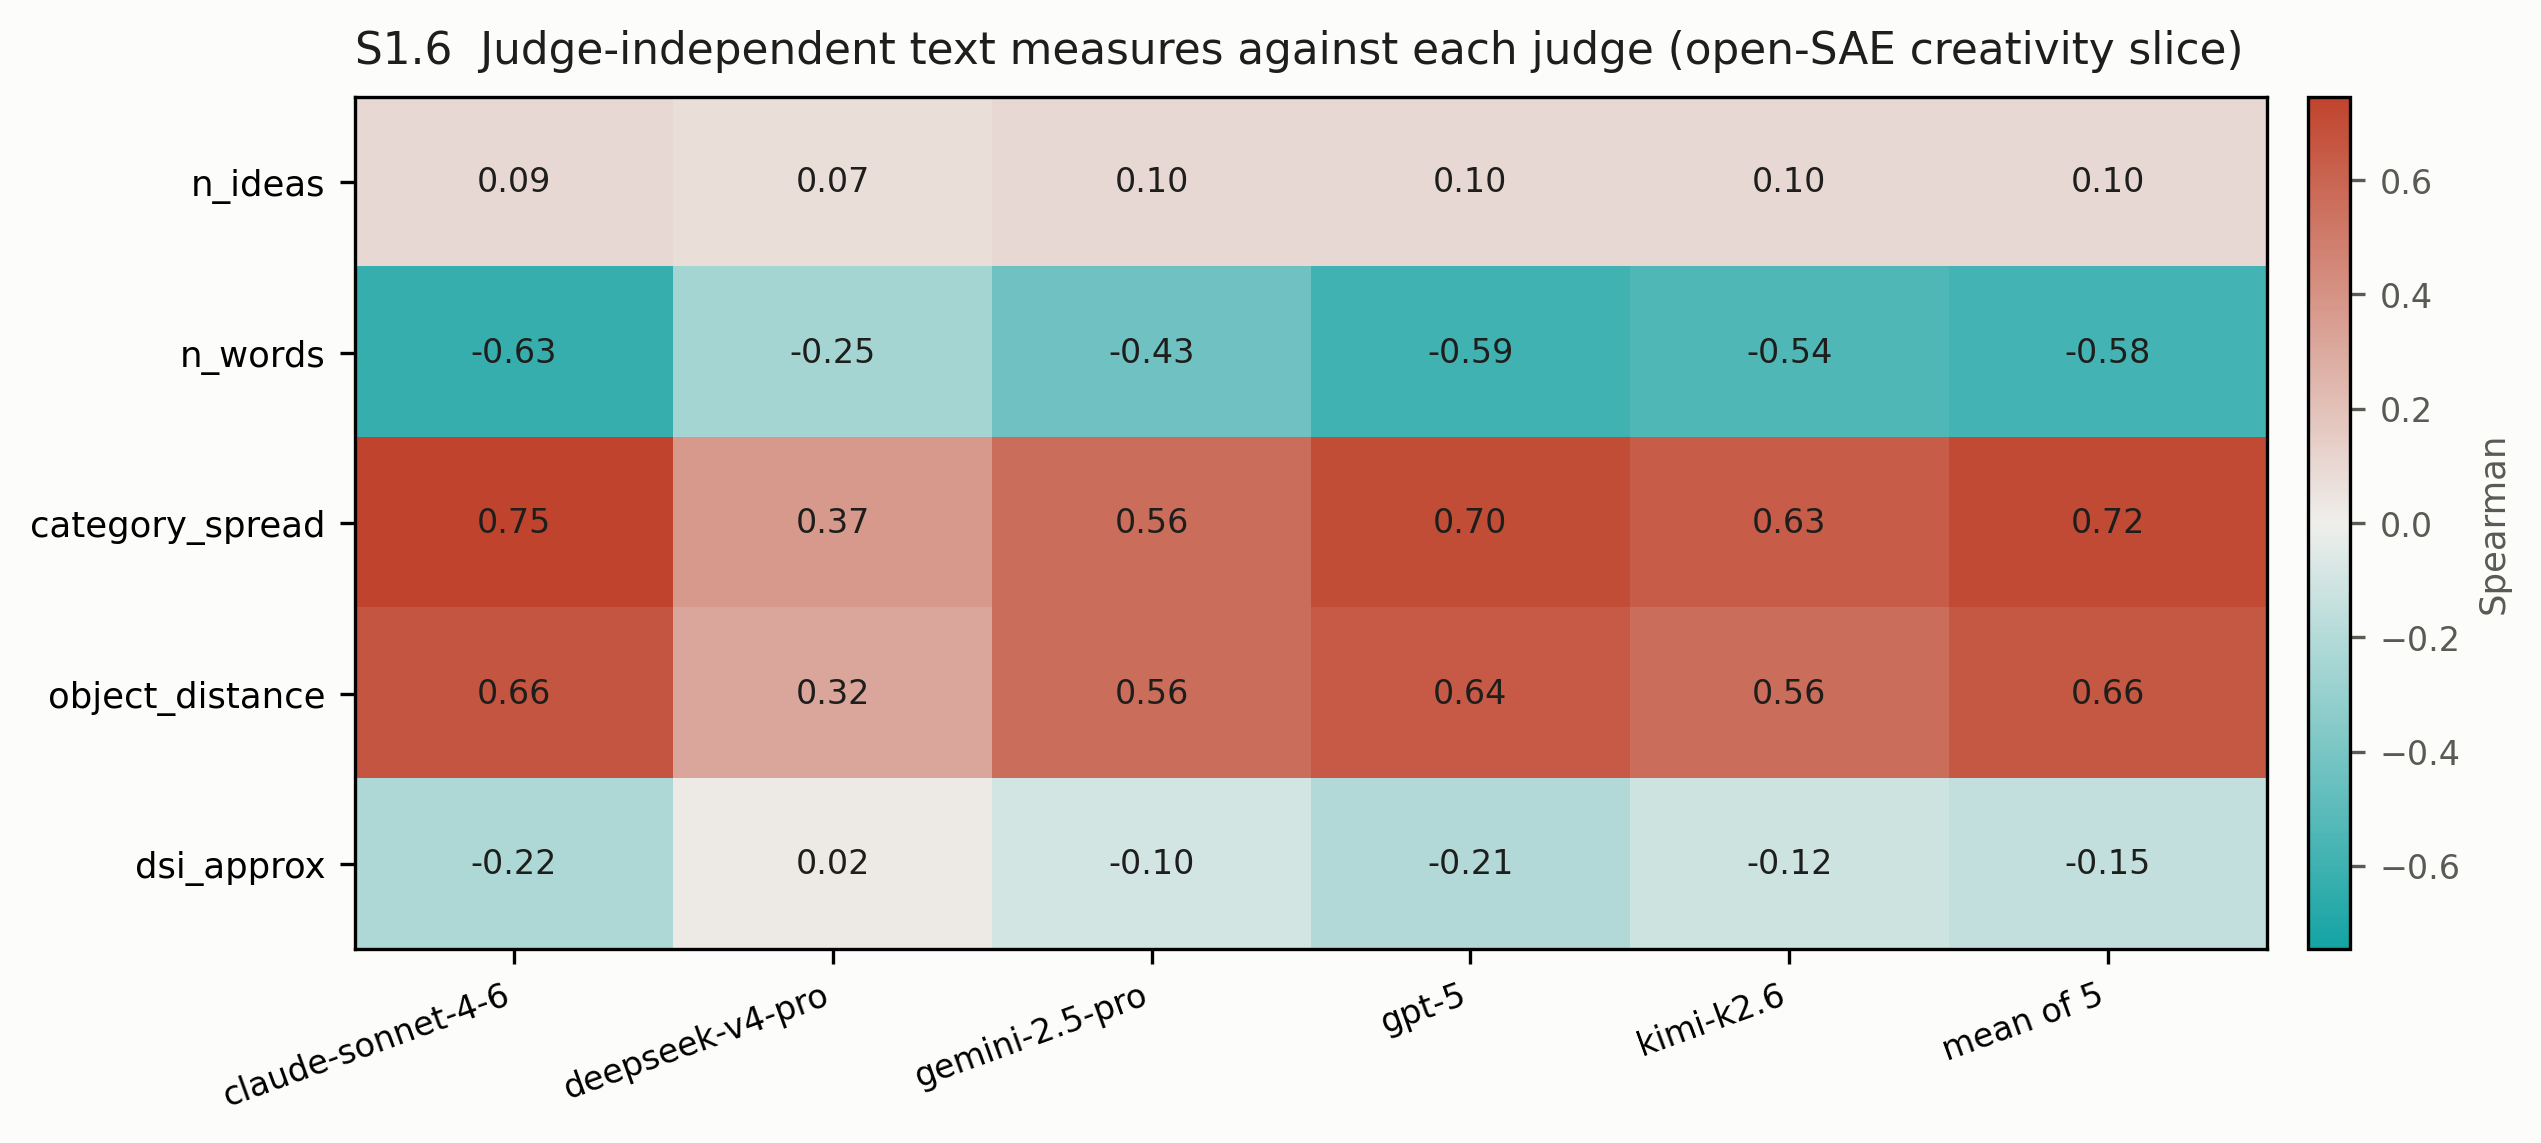 S1.6 Judge-independent text measures against each judge (open-SAE creativity slice)
n_ideas 0.09 0.07 0.10 0.10 0.10 0.10
n_words -0.63 -0.25 -0.43 -0.59 -0.54 -0.58
category_spread 0.75 0.37 0.56 0.70 0.63 0.72
object_distance 0.66 0.32 0.56 0.64 0.56 0.66
dsi_approx -0.22 0.02 -0.10 -0.21 -0.12 -0.15
claude-sonnet-4-6 deepseek-v4-pro gemini-2.5-pro gpt-5 kimi-k2.6 mean of 5
0.6
0.4
0.2
0.0
−0.2
−0.4
−0.6
Spearman